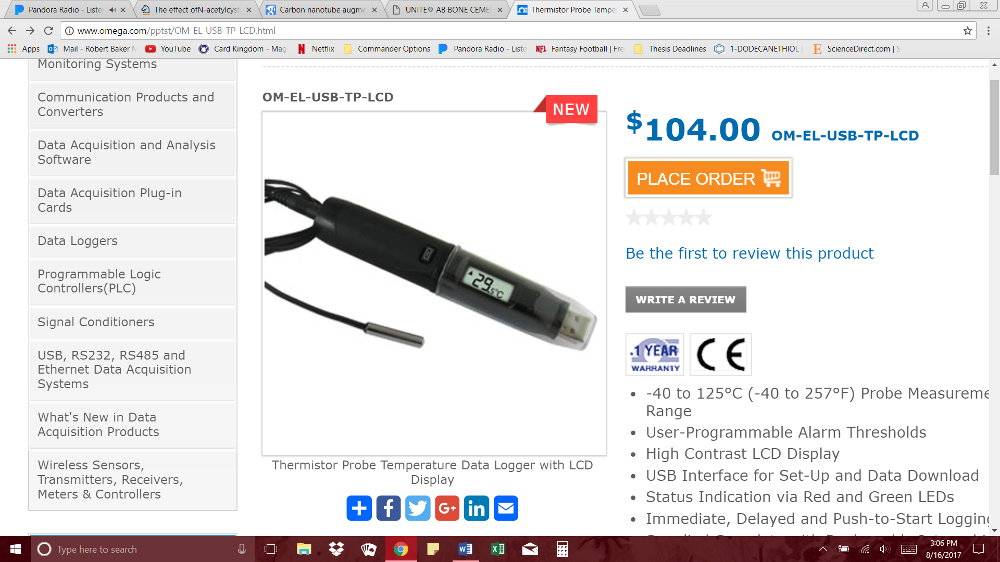 Pandora Radio - Lister
The effect ofN-acetylcyst
Carbon nanotube augme
UNITE® AB BONE CEME
Thermistor Probe Tempe
www.omega.com/pptst/OM-EL-USB-TP-LCD.html
Apps
Mail - Robert Baker
YouTube
Card Kingdom - Mag
Netflix
Commander Options
Pandora Radio - Liste
NFL
Fantasy Football | Fre
Thesis Deadlines
1-DODECANETHIOL |
ScienceDirect.com | S
Monitoring Systems
Communication Products and
Converters
Data Acquisition and Analysis
Software
Data Acquisition Plug-in
Cards
Data Loggers
Programmable Logic
Controllers(PLC)
Signal Conditioners
USB, RS232, RS485 and
Ethernet Data Acquisition
Systems
What's New in Data
Acquisition Products
Wireless Sensors,
Transmitters, Receivers,
Meters & Controllers
OM-EL-USB-TP-LCD
NEW
29.5°C
Thermistor Probe Temperature Data Logger with LCD
Display
$104.00 OM-EL-USB-TP-LCD
PLACE ORDER
Be the first to review this product
WRITE A REVIEW
1 YEAR
WARRANTY
CE
-40 to 125°C (-40 to 257°F) Probe Measureme
Range
User-Programmable Alarm Thresholds
High Contrast LCD Display
USB Interface for Set-Up and Data Download
Status Indication via Red and Green LEDs
Immediate, Delayed and Push-to-Start Logging
Type here to search
3:06 PM
8/16/2017